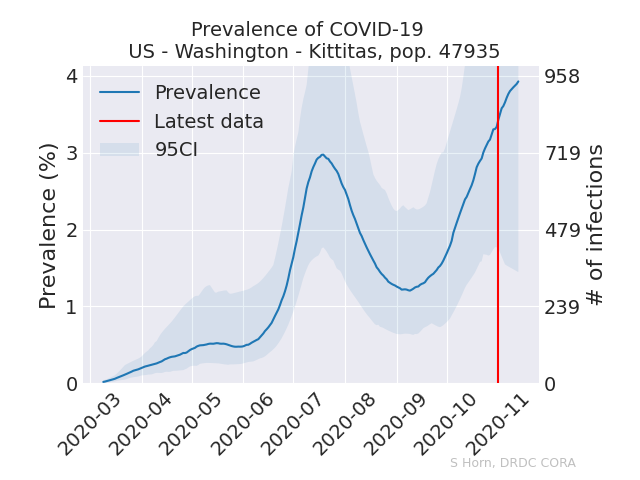 Prevalence of COVID-19
US - Washington - Kittitas, pop. 47935
Prevalence
Latest data
95CI
Prevalence (%)
4
3
2
1
0
958
719
479
239
0
# of infections
2020-03
2020-04
2020-05
2020-06
2020-07
2020-08
2020-09
2020-10
2020-11
S Horn, DRDC CORA